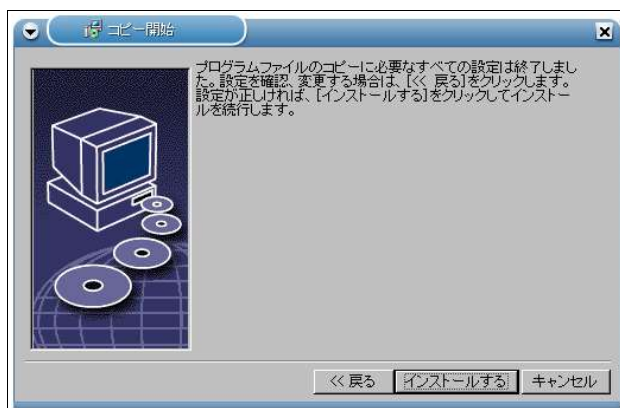 コピー開始
プログラムファイルのコピーに必要なすべての設定は終了しまし
た。設定を確認、変更する場合は、[<< 戻る]をクリックします。
設定が正しければ、[インストールする]をクリックしてインストー
ルを続行します。
<< 戻る
インストールする
キャンセル